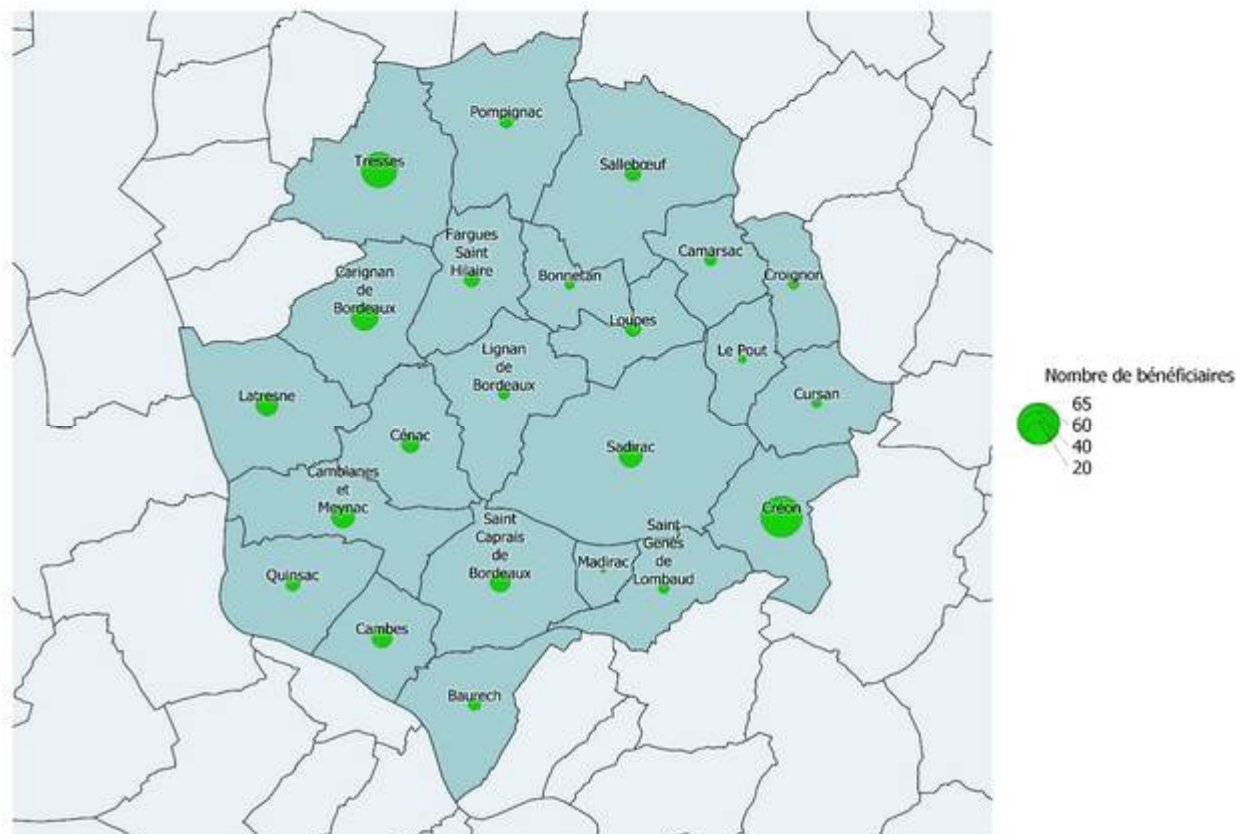 Pompignac
Tresses
Sallebœuf
Fargues
Saint
Hilaire
Camarsac
Croignon
Bonnetan
Carignan
de
Bordeaux
Loupes
Lignan
de
Bordeaux
Le Pout
Latresne
Cursan
Cénac
Sadirac
Camblanes
et
Meynac
Créon
Saint
Caprais
de
Bordeaux
Saint
Genès
de
Lombaud
Madirac
Quinsac
Cambes
Baurech
Nombre de bénéficiaires
65
60
40
20